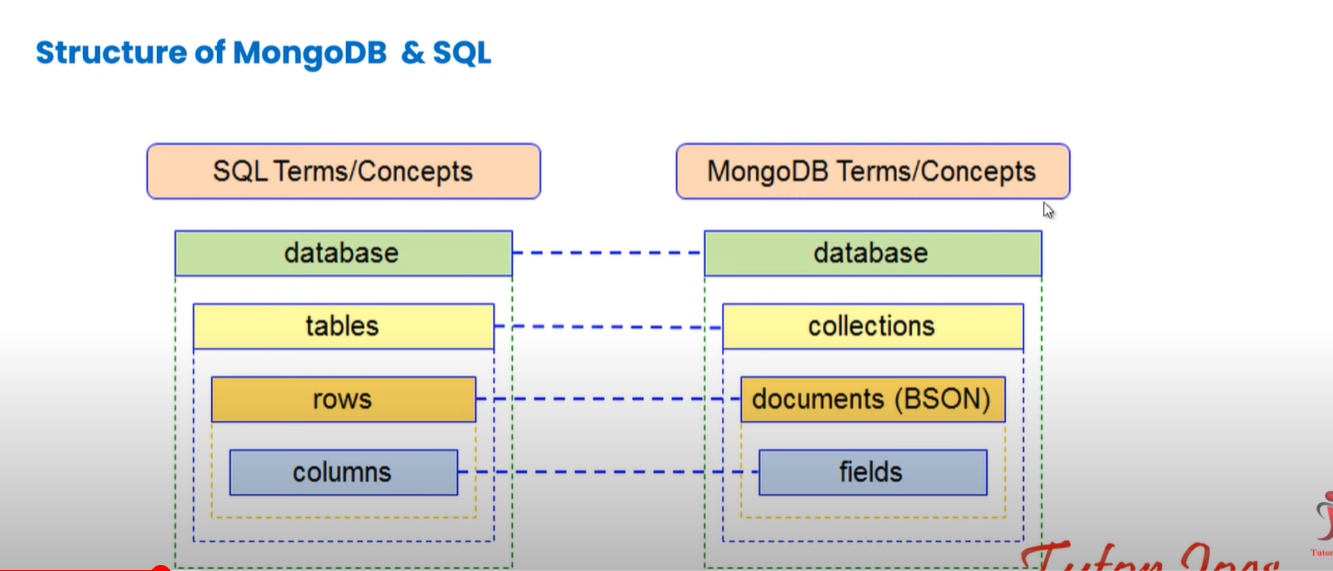 Structure of MongoDB & SQL
SQL Terms/Concepts
MongoDB Terms/Concepts
database
database
tables
collections
rows
documents (BSON)
columns
fields
Tutor Joes
Tutor